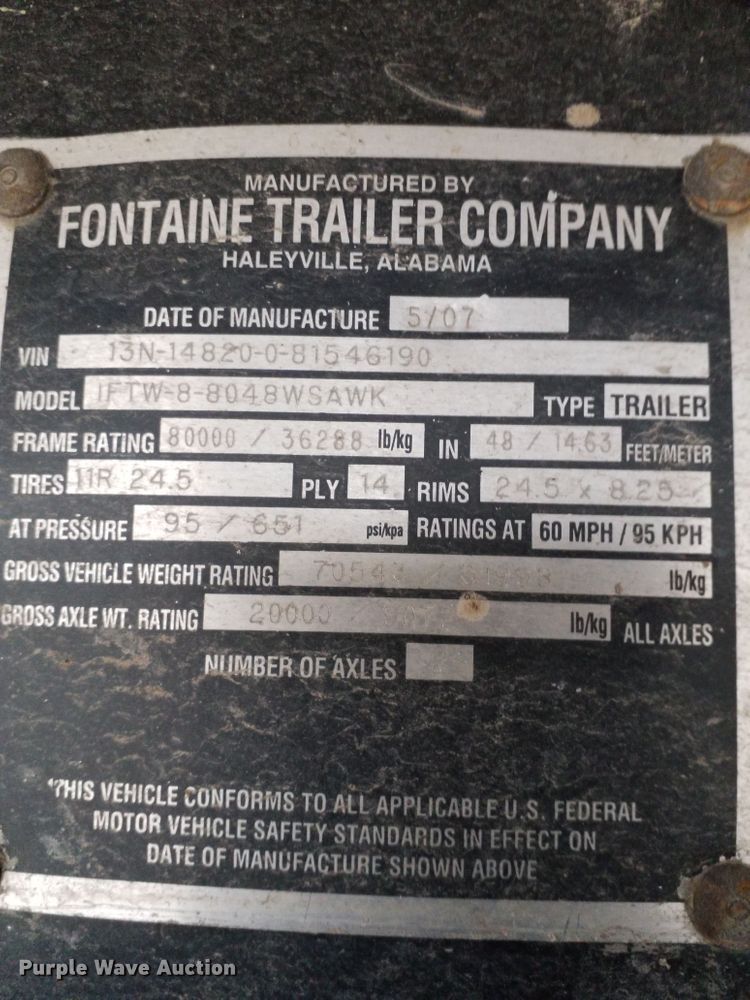 MANUFACTURED BY
FONTAINE TRAILER COMPANY
HALEYVILLE, ALABAMA
DATE OF MANUFACTURE 5/07
VIN 13N-14820-0-81546190
MODEL IFTW-8-8048WSAWK TYPE TRAILER
FRAME RATING 80000 / 36288 lb/kg IN 48 / 14.63 FEET/METER
TIRES 11R 24.5 PLY 14 RIMS 24.5 x 8.25
AT PRESSURE 95 / 651 psi/kpa RATINGS AT 60 MPH / 95 KPH
GROSS VEHICLE WEIGHT RATING lb/kg
GROSS AXLE WT. RATING 20000 / lb/kg ALL AXLES
NUMBER OF AXLES
THIS VEHICLE CONFORMS TO ALL APPLICABLE U.S. FEDERAL
MOTOR VEHICLE SAFETY STANDARDS IN EFFECT ON
DATE OF MANUFACTURE SHOWN ABOVE
Purple Wave Auction